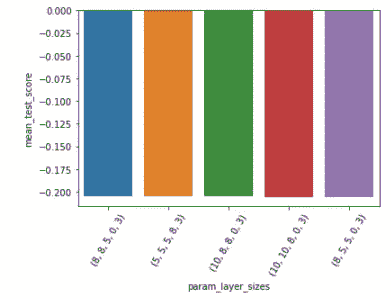 0.000
-0.025
-0.050
-0.075
-0.100
-0.125
-0.150
-0.175
-0.200
mean_test_score
(8, 8, 5, 0, 3)
(5, 5, 5, 8, 3)
(10, 8, 8, 0, 3)
(10, 10, 8, 0, 3)
(8, 5, 5, 0, 3)
param_layer_sizes